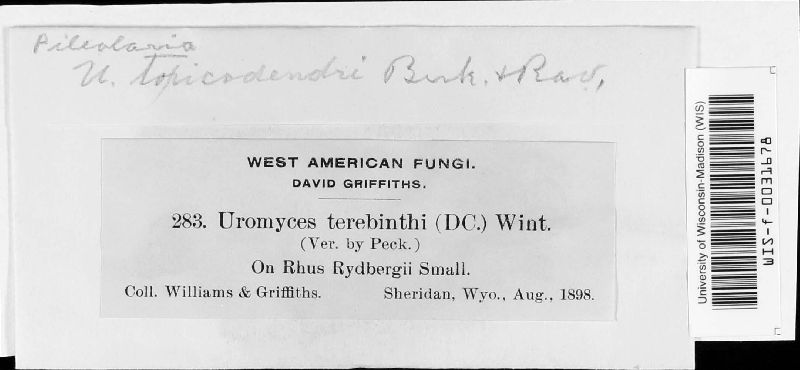 Pileolaria
U. toxicodendri Berk. & Rav.
WEST AMERICAN FUNGI.
DAVID GRIFFITHS.
283. Uromyces terebinthi (DC.) Wint.
(Ver. by Peck.)
On Rhus Rydbergii Small.
Coll. Williams & Griffiths. Sheridan, Wyo., Aug., 1898.
University of Wisconsin-Madison (WIS)
WIS-f-0031678